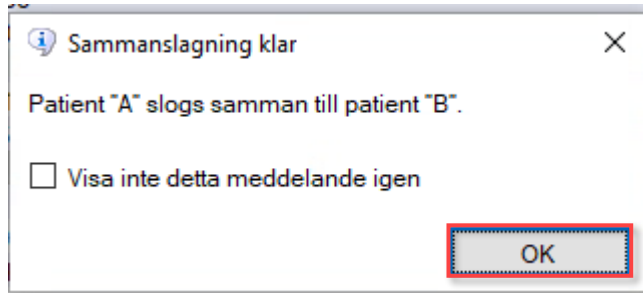 Sammanslagning klar
Patient "A" slogs samman till patient "B".
Visa inte detta meddelande igen
OK